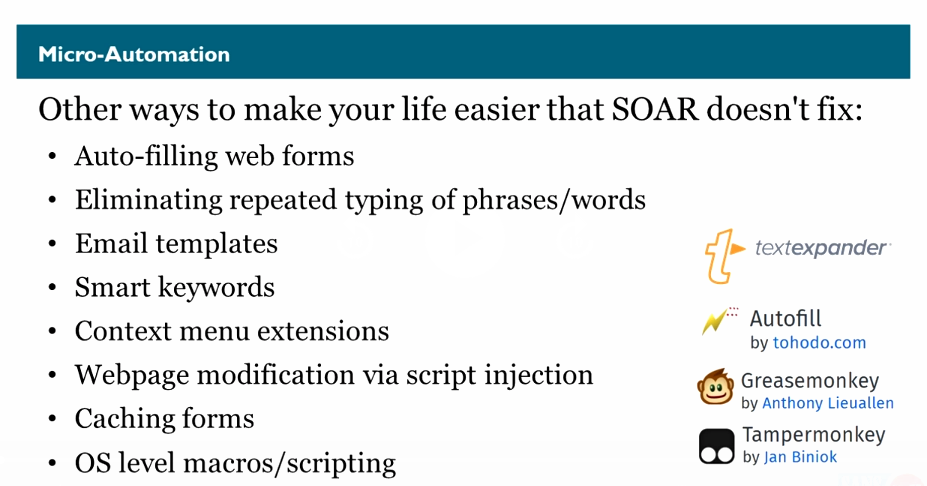 Micro-Automation
Other ways to make your life easier that SOAR doesn't fix:
• Auto-filling web forms
• Eliminating repeated typing of phrases/words
• Email templates
• Smart keywords
• Context menu extensions
• Webpage modification via script injection
• Caching forms
• OS level macros/scripting
textexpander
Autofill
by tohodo.com
Greasemonkey
by Anthony Lieuallen
Tampermonkey
by Jan Biniok